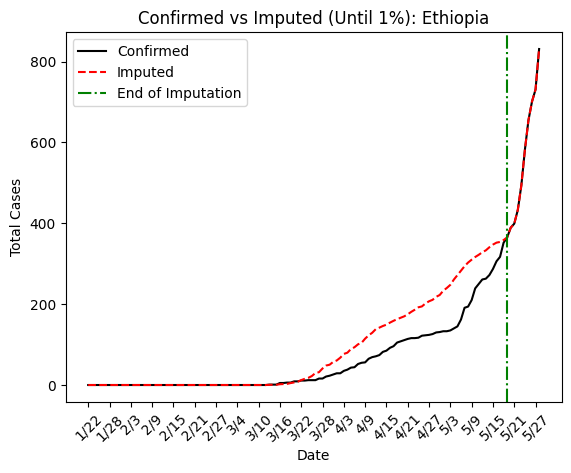 Confirmed vs Imputed (Until 1%): Ethiopia
Confirmed
Imputed
End of Imputation
Total Cases
800
600
400
200
0
1/22 1/28 2/3 2/9 2/15 2/21 2/27 3/4 3/10 3/16 3/22 3/28 4/3 4/9 4/15 4/21 4/27 5/3 5/9 5/15 5/21 5/27
Date